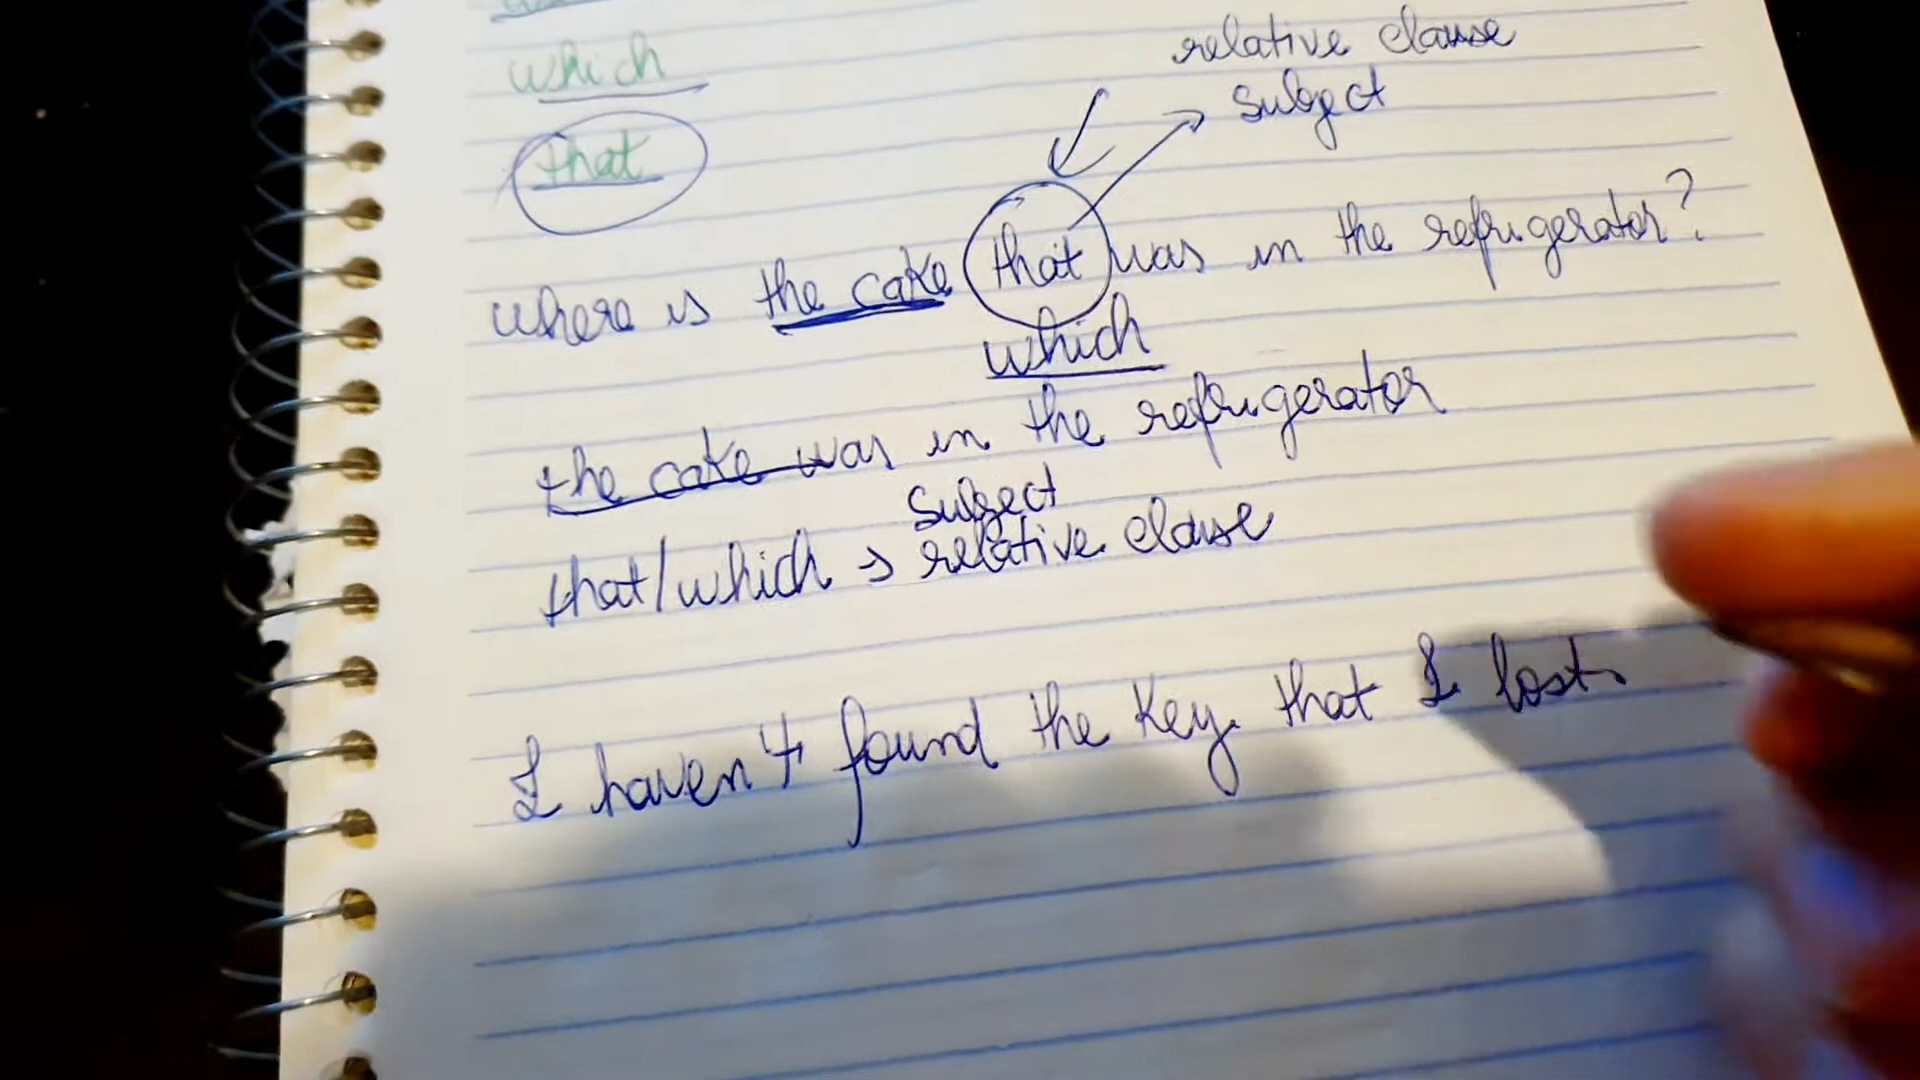 which
relative clause
that
subject
where is the cake that was in the refrigerator?
which
the cake was in the refrigerator
subject
that/which → relative clause
I haven't found the key that I lost.